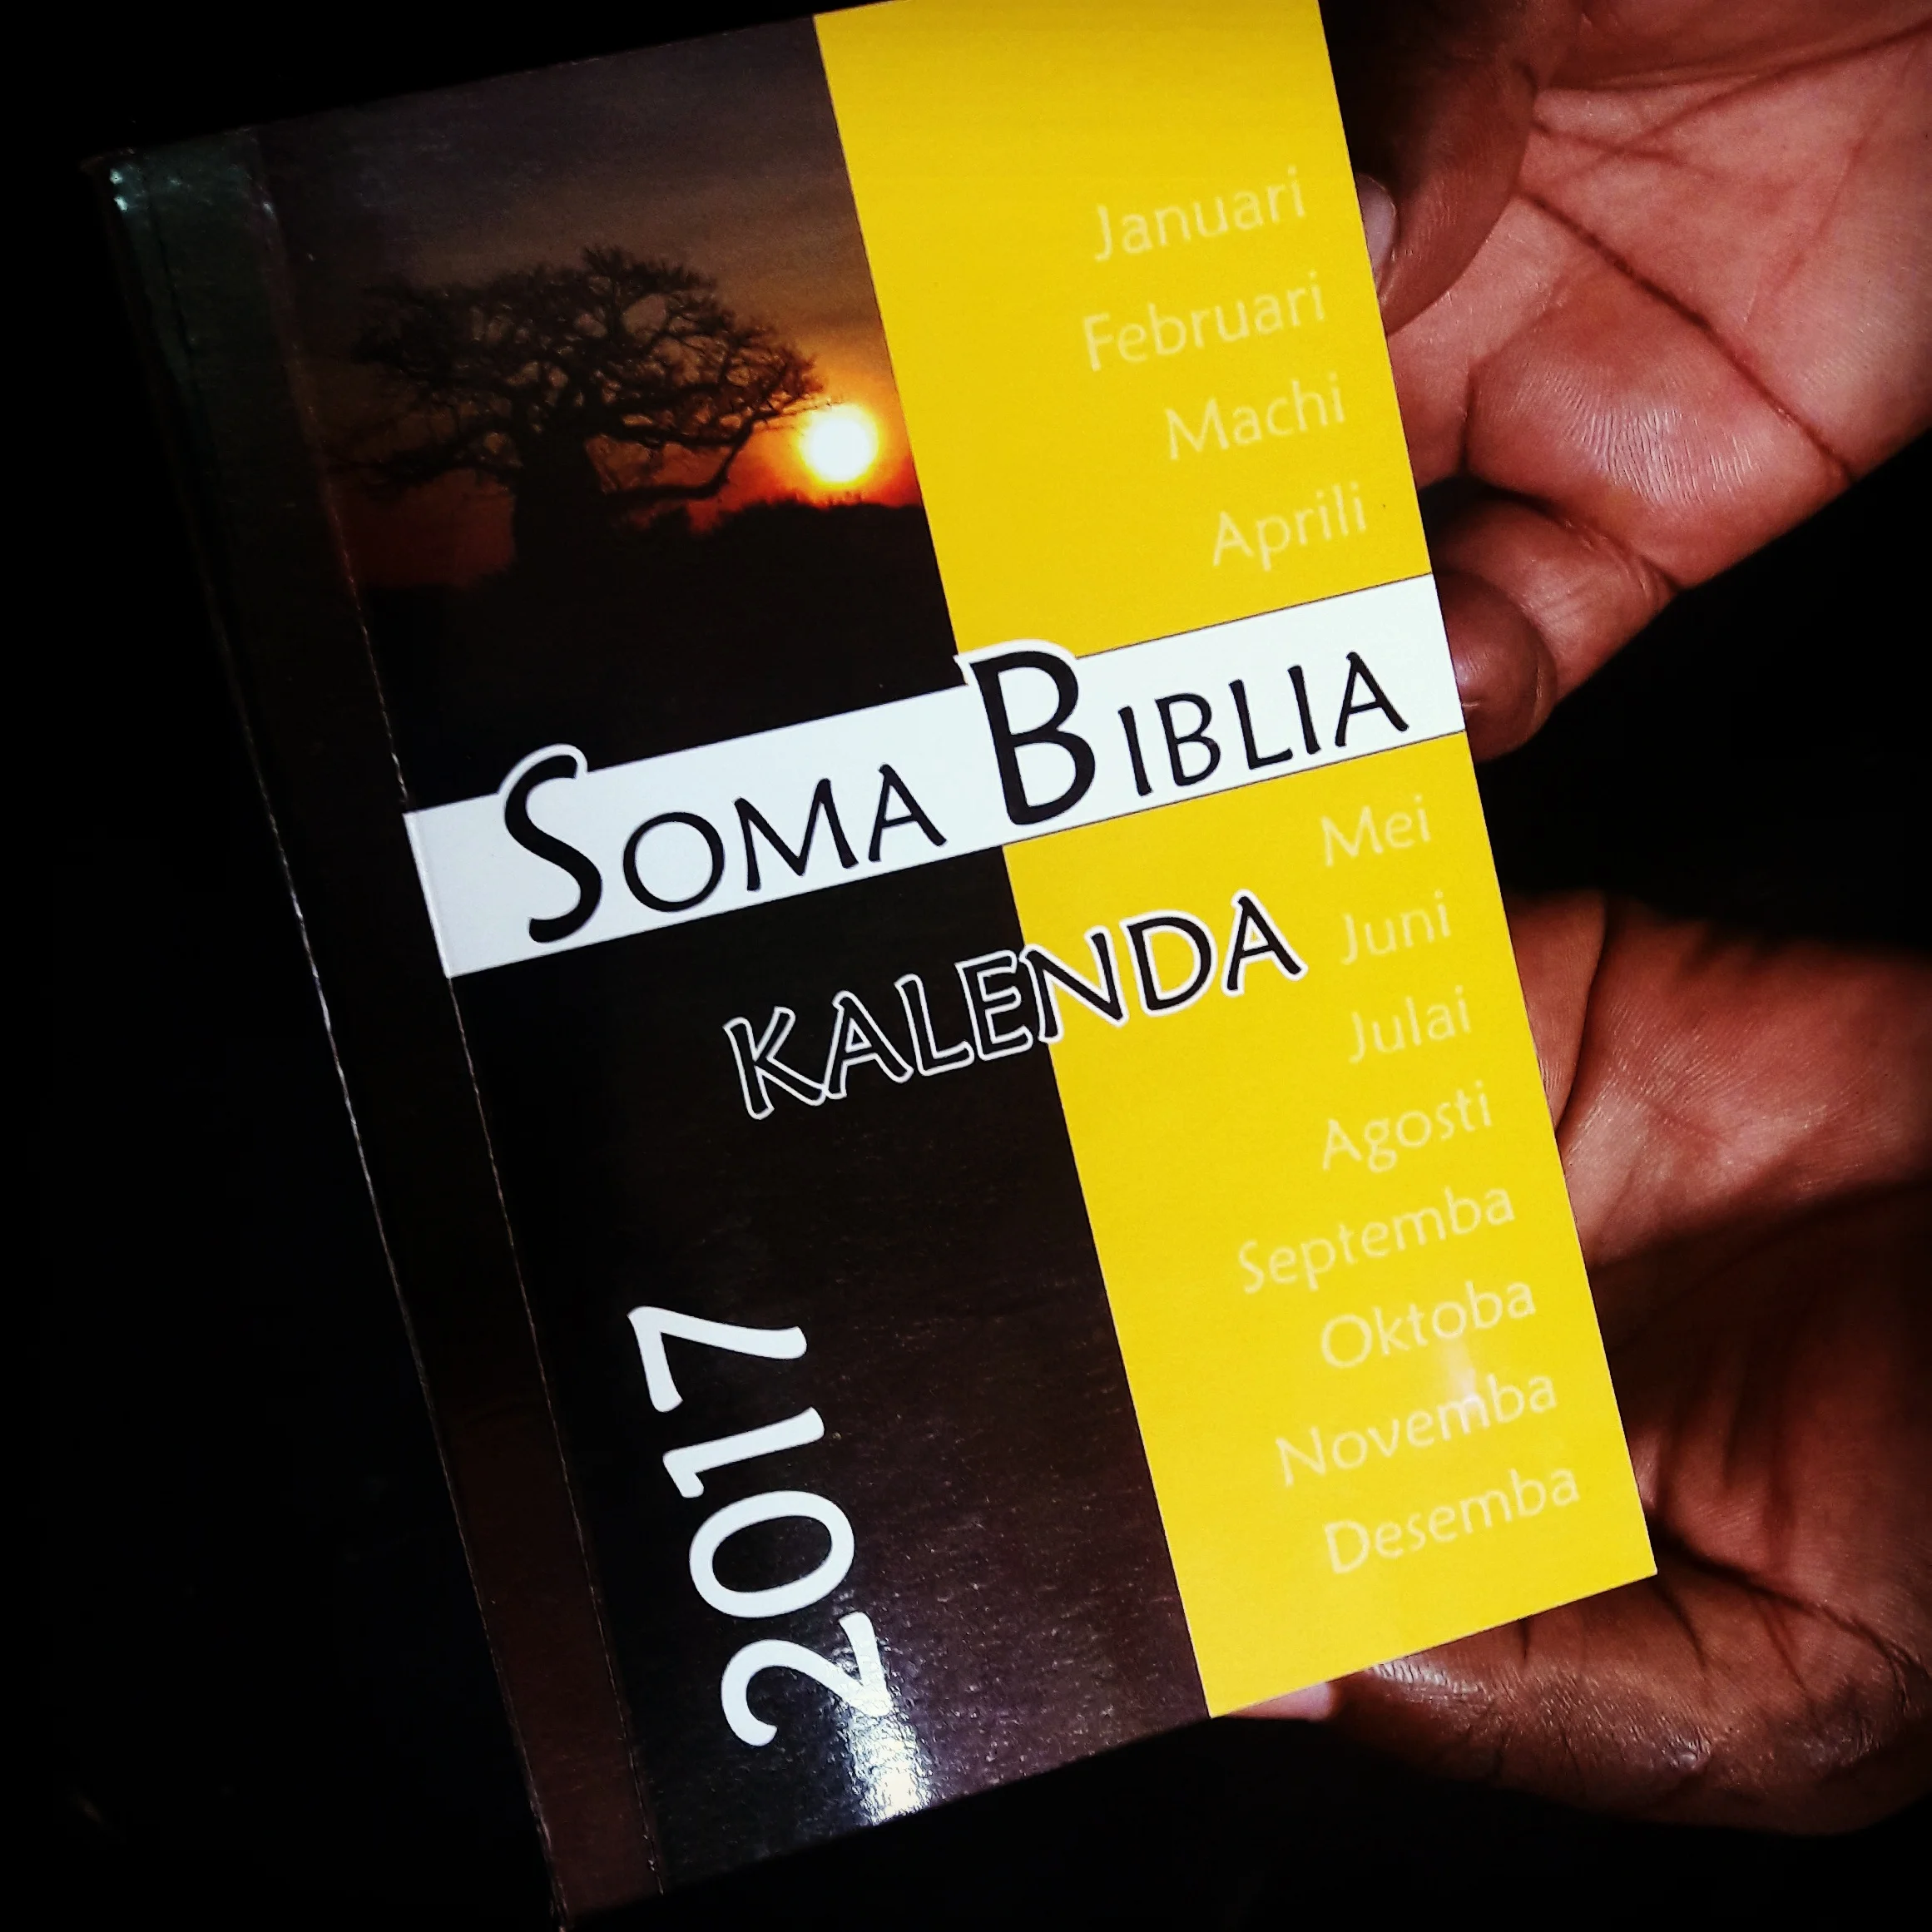 Januari
Februari
Machi
Aprili
SOMA BIBLIA
KALENDA
Mei
Juni
Julai
Agosti
Septemba
Oktoba
Novemba
Desemba
2017